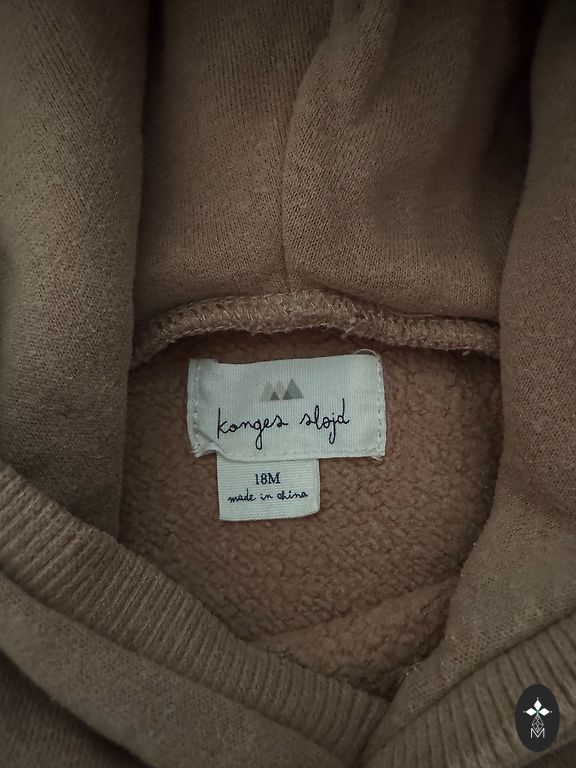 konges sløjd
18M
made in china
M